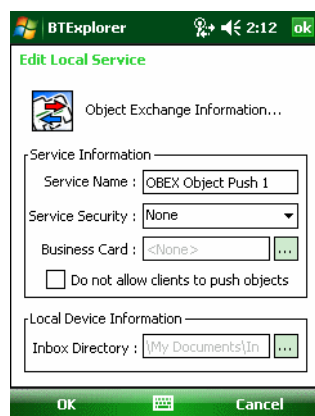 BTExplorer 2:12 ok
Edit Local Service
Object Exchange Information...
Service Information
Service Name : OBEX Object Push 1
Service Security : None
Business Card : <None> ...
Do not allow clients to push objects
Local Device Information
Inbox Directory : \My Documents\In ...
OK Cancel